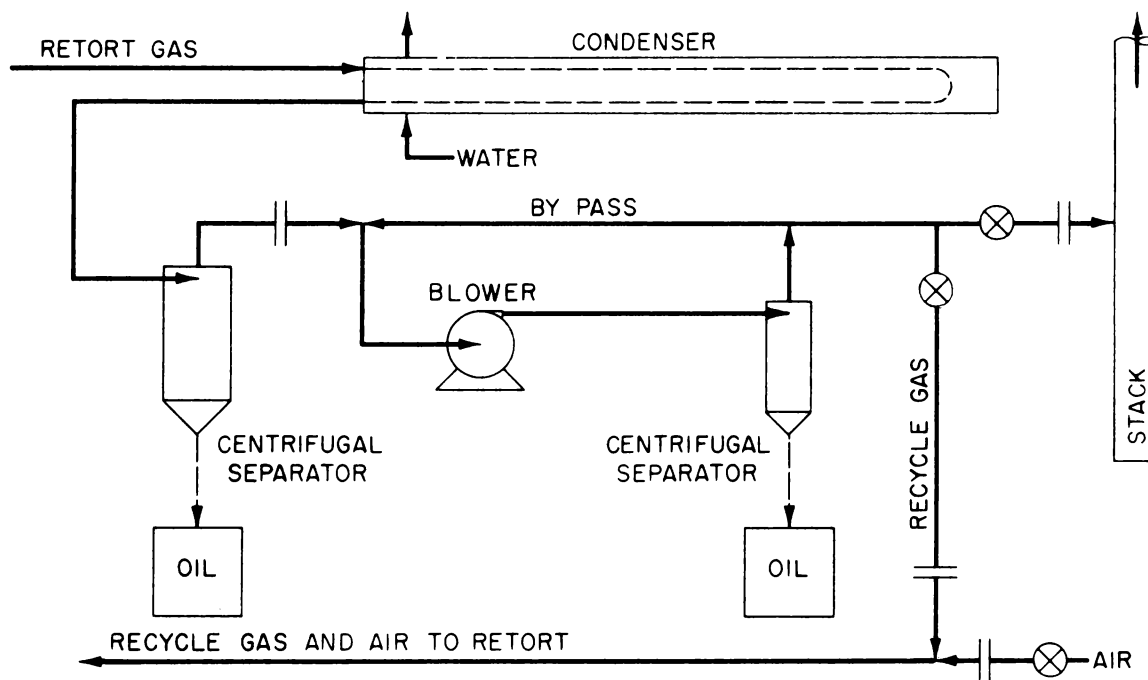 RETORT GAS
CONDENSER
WATER
BY PASS
BLOWER
CENTRIFUGAL
SEPARATOR
CENTRIFUGAL
SEPARATOR
RECYCLE GAS
STACK
OIL
OIL
RECYCLE GAS AND AIR TO RETORT
AIR